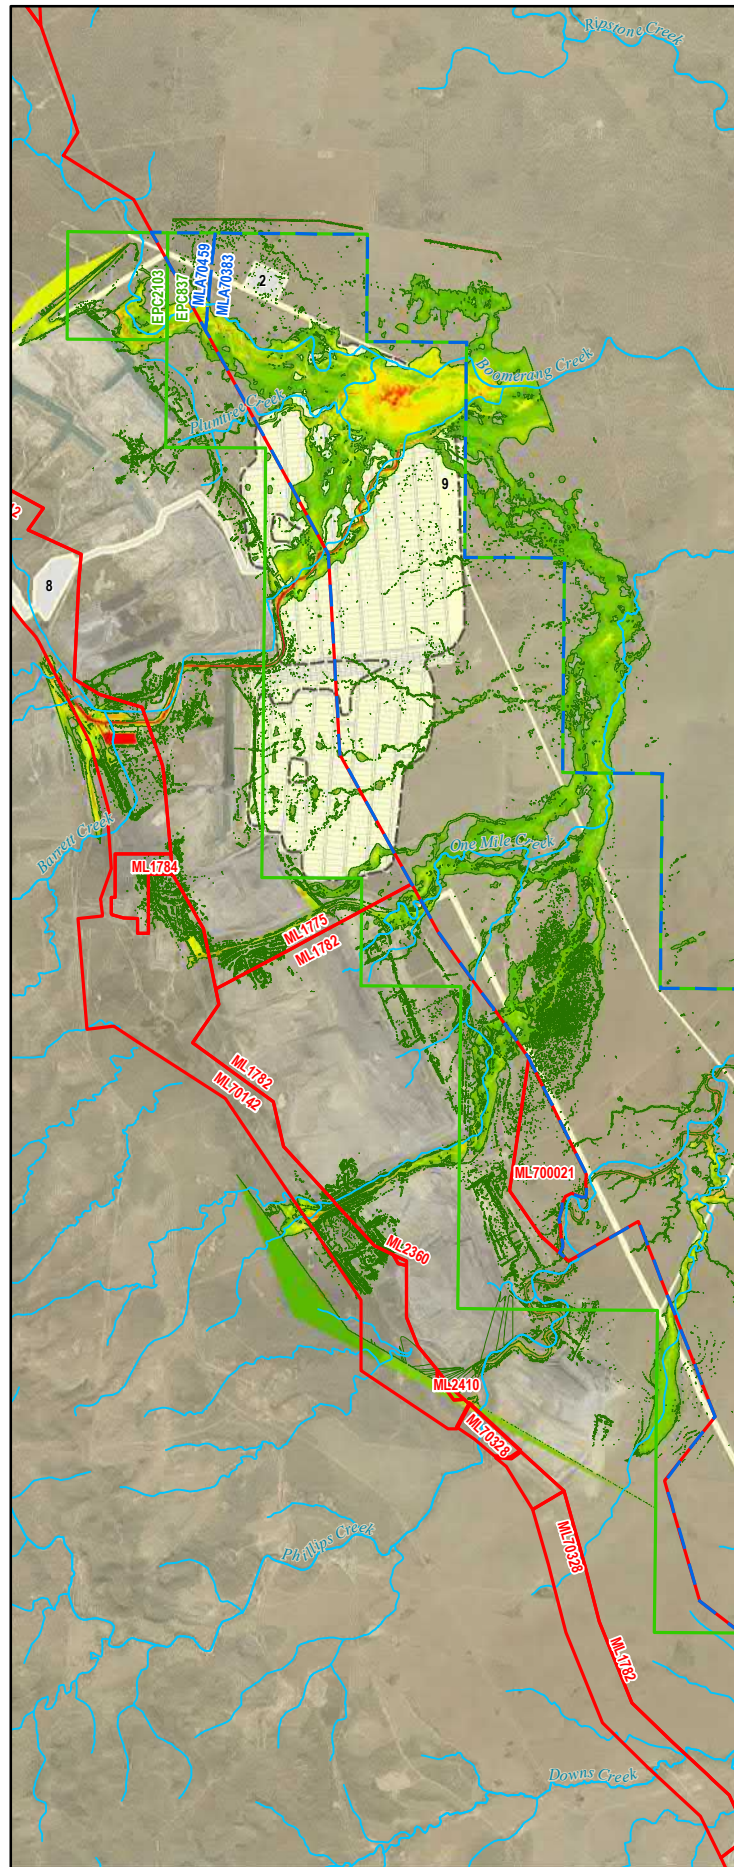 Ripstone Creek
EPC2103
EPC837
MLA70459
MLA70383
2
Boomerang Creek
Plumtree Creek
9
8
Barrett Creek
One Mile Creek
ML1784
ML1775
ML1782
ML1782
ML70142
ML700021
ML2360
ML2410
ML70328
Phillips Creek
ML70328
ML1782
Downs Creek